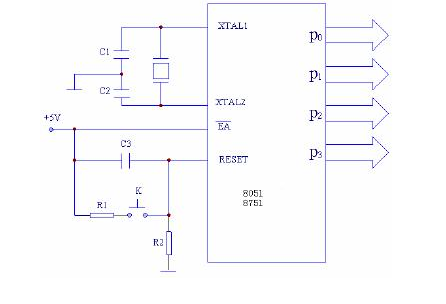 XTAL1
P0
C1
P1
C2
XTAL2
P2
+5V
EA
C3
P3
RESET
K
8051
8751
R1
R2